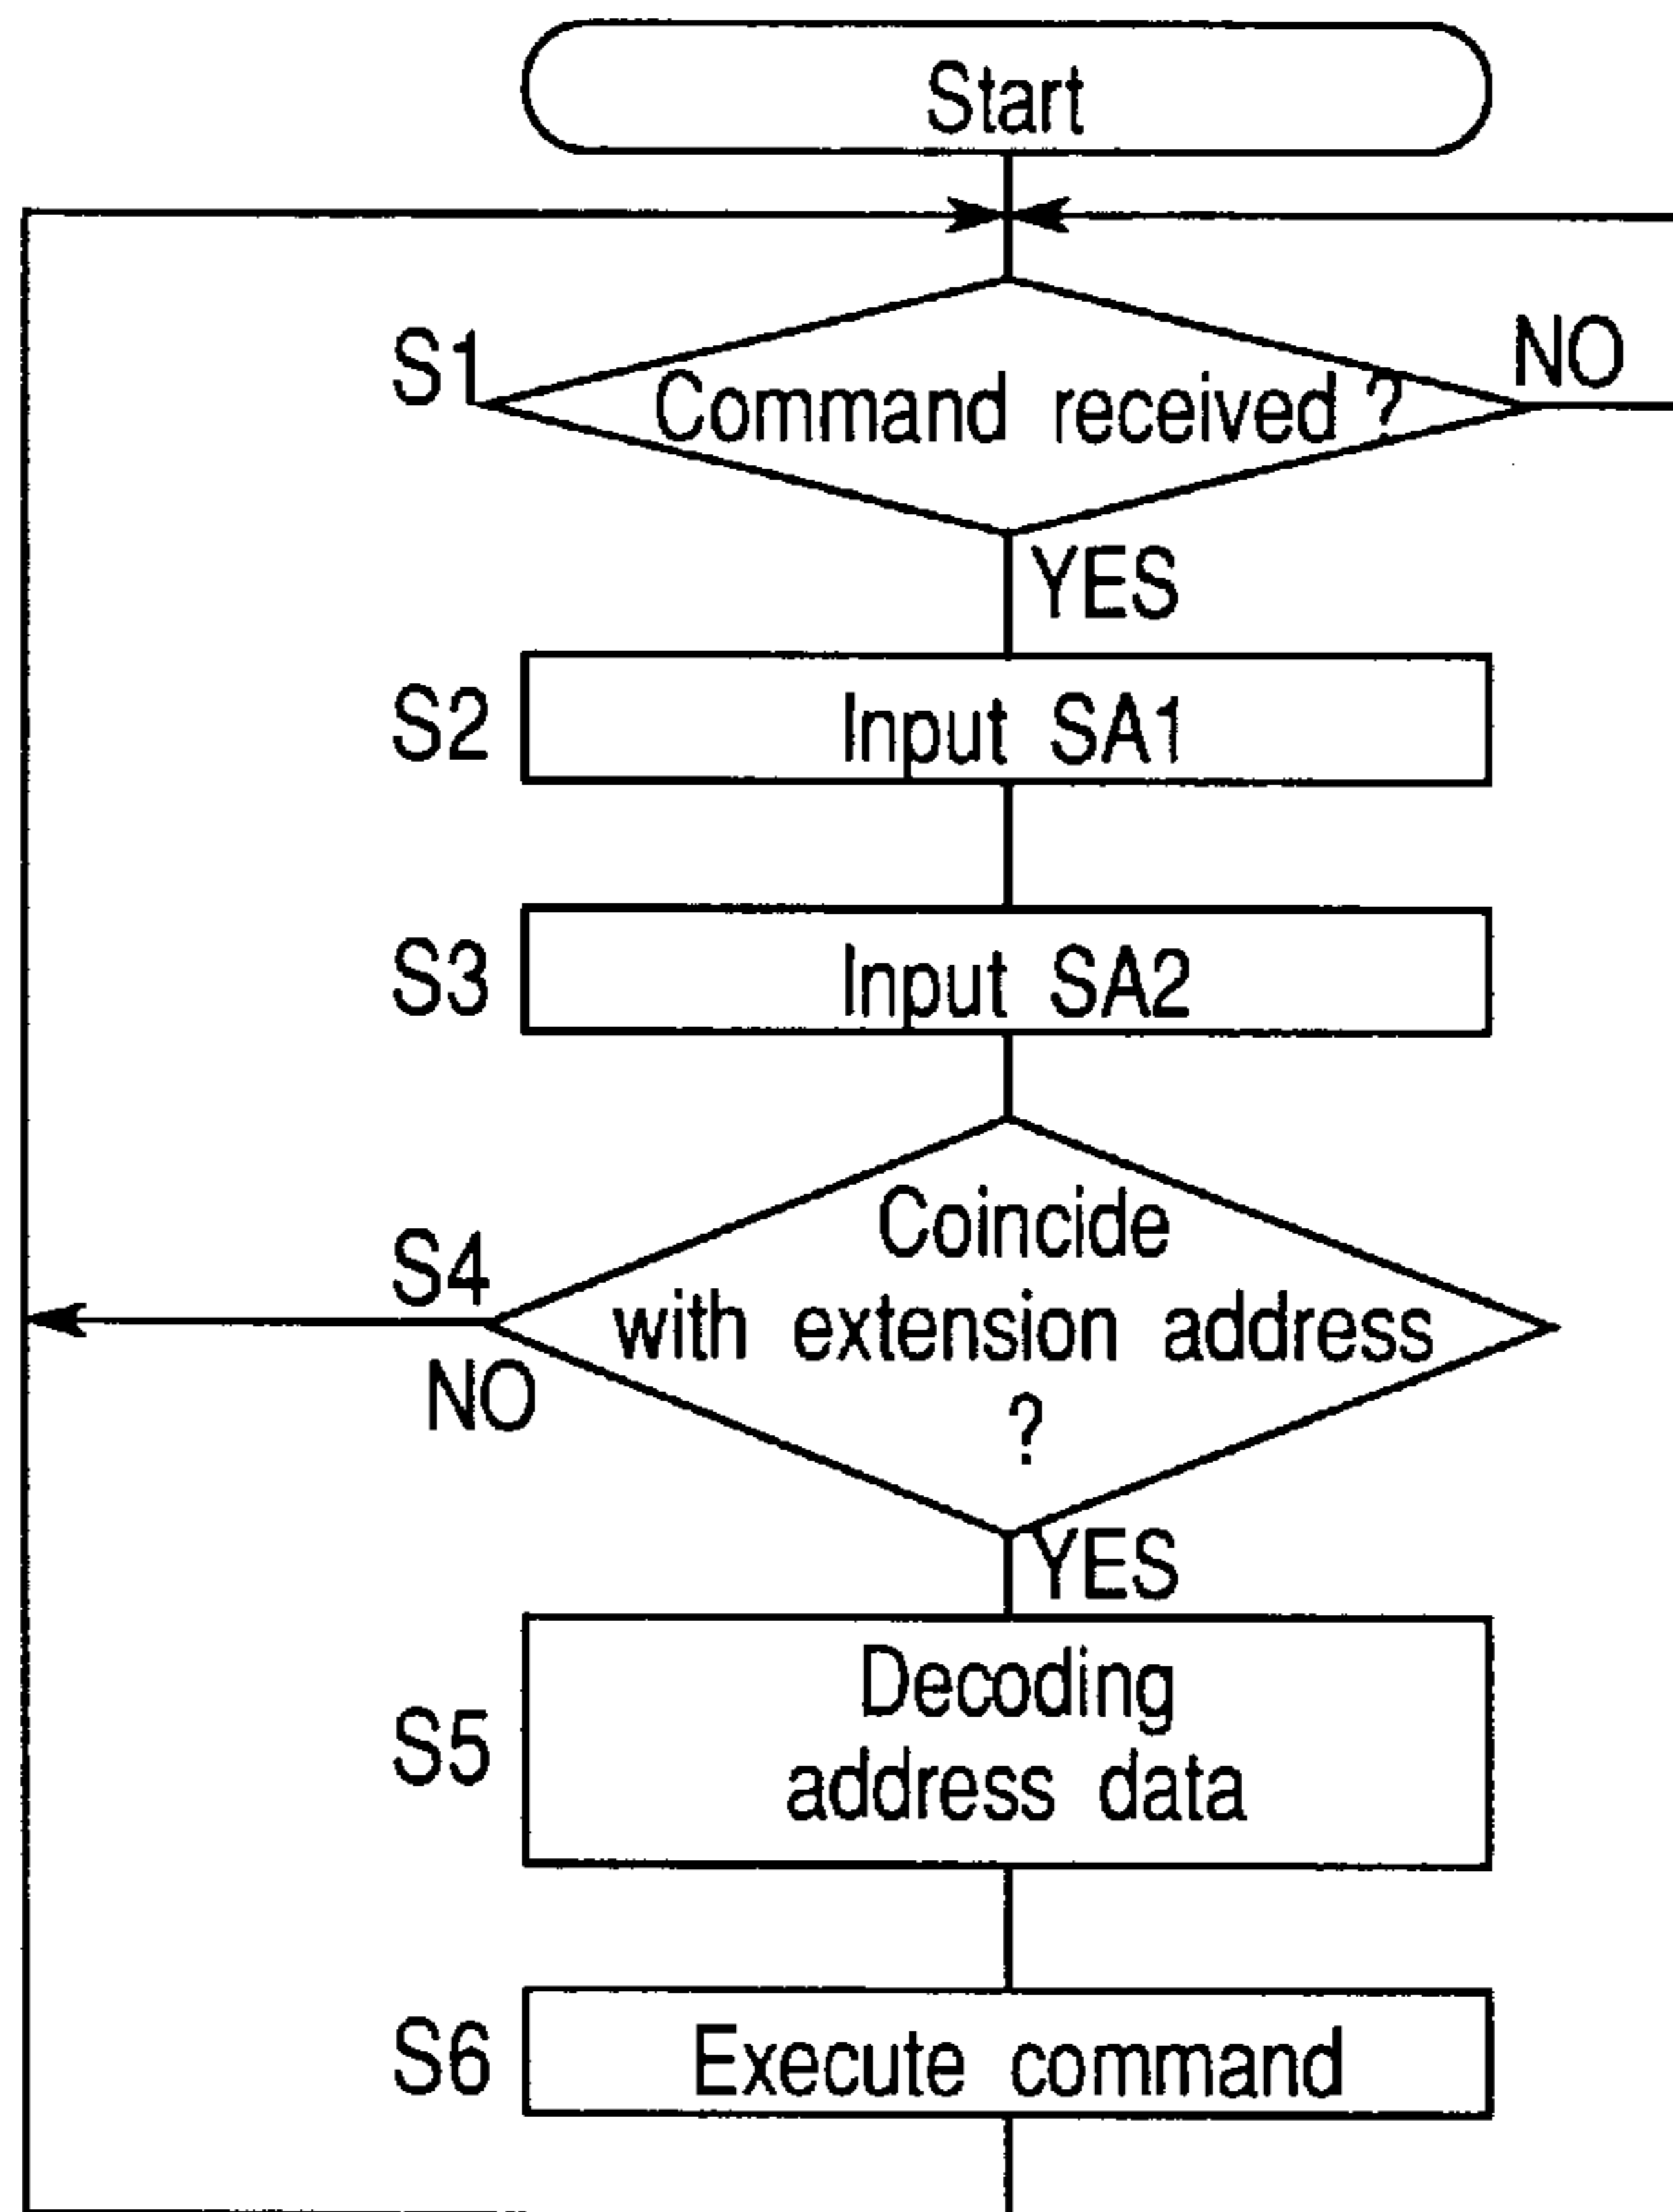 Start
S1
Command received ?
NO
YES
S2
Input SA1
S3
Input SA2
S4
Coincide
with extension address
?
NO
YES
S5
Decoding
address data
S6
Execute command